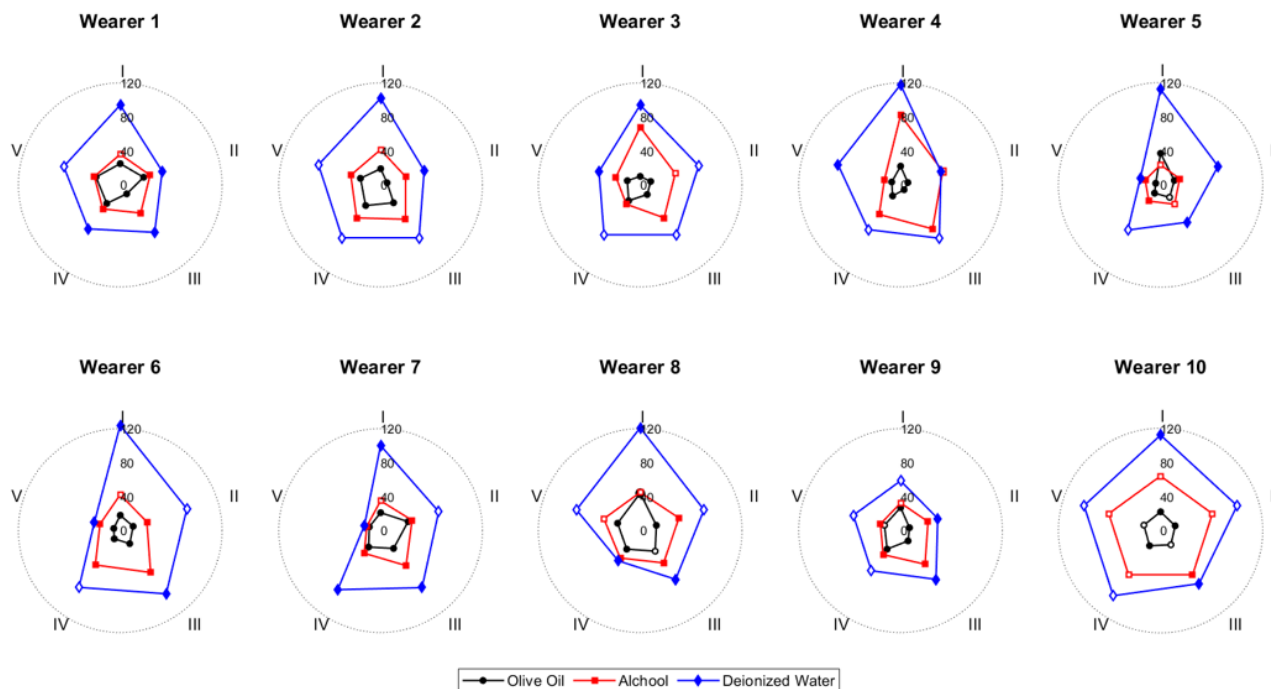 Wearer 1
I
120
80
40
0
II
III
IV
V
Wearer 2
I
120
80
40
0
II
III
IV
V
Wearer 3
I
120
80
40
0
II
III
IV
V
Wearer 4
I
120
80
40
0
II
III
IV
V
Wearer 5
I
120
80
40
0
III
IV
V
Wearer 6
I
120
80
40
0
II
III
IV
V
Wearer 7
I
120
80
40
0
II
III
IV
V
Wearer 8
I
120
80
40
0
II
III
IV
V
Wearer 9
I
120
80
40
0
II
III
IV
V
Wearer 10
I
120
80
40
0
III
IV
V
Olive Oil Alchool Deionized Water